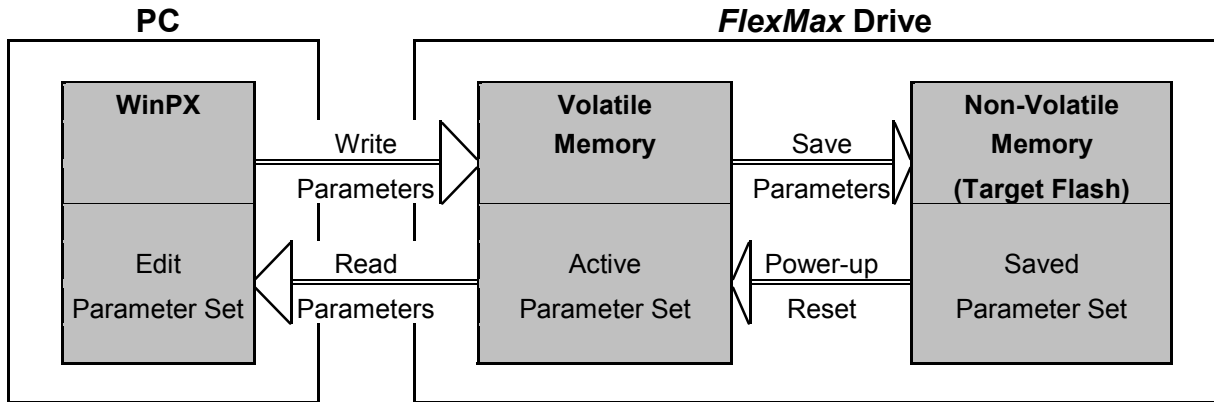 PC
FlexMax Drive
WinPX
Write
Parameters
Volatile
Memory
Save
Parameters
Non-Volatile
Memory
(Target Flash)
Edit
Parameter Set
Read
Parameters
Active
Parameter Set
Power-up
Reset
Saved
Parameter Set